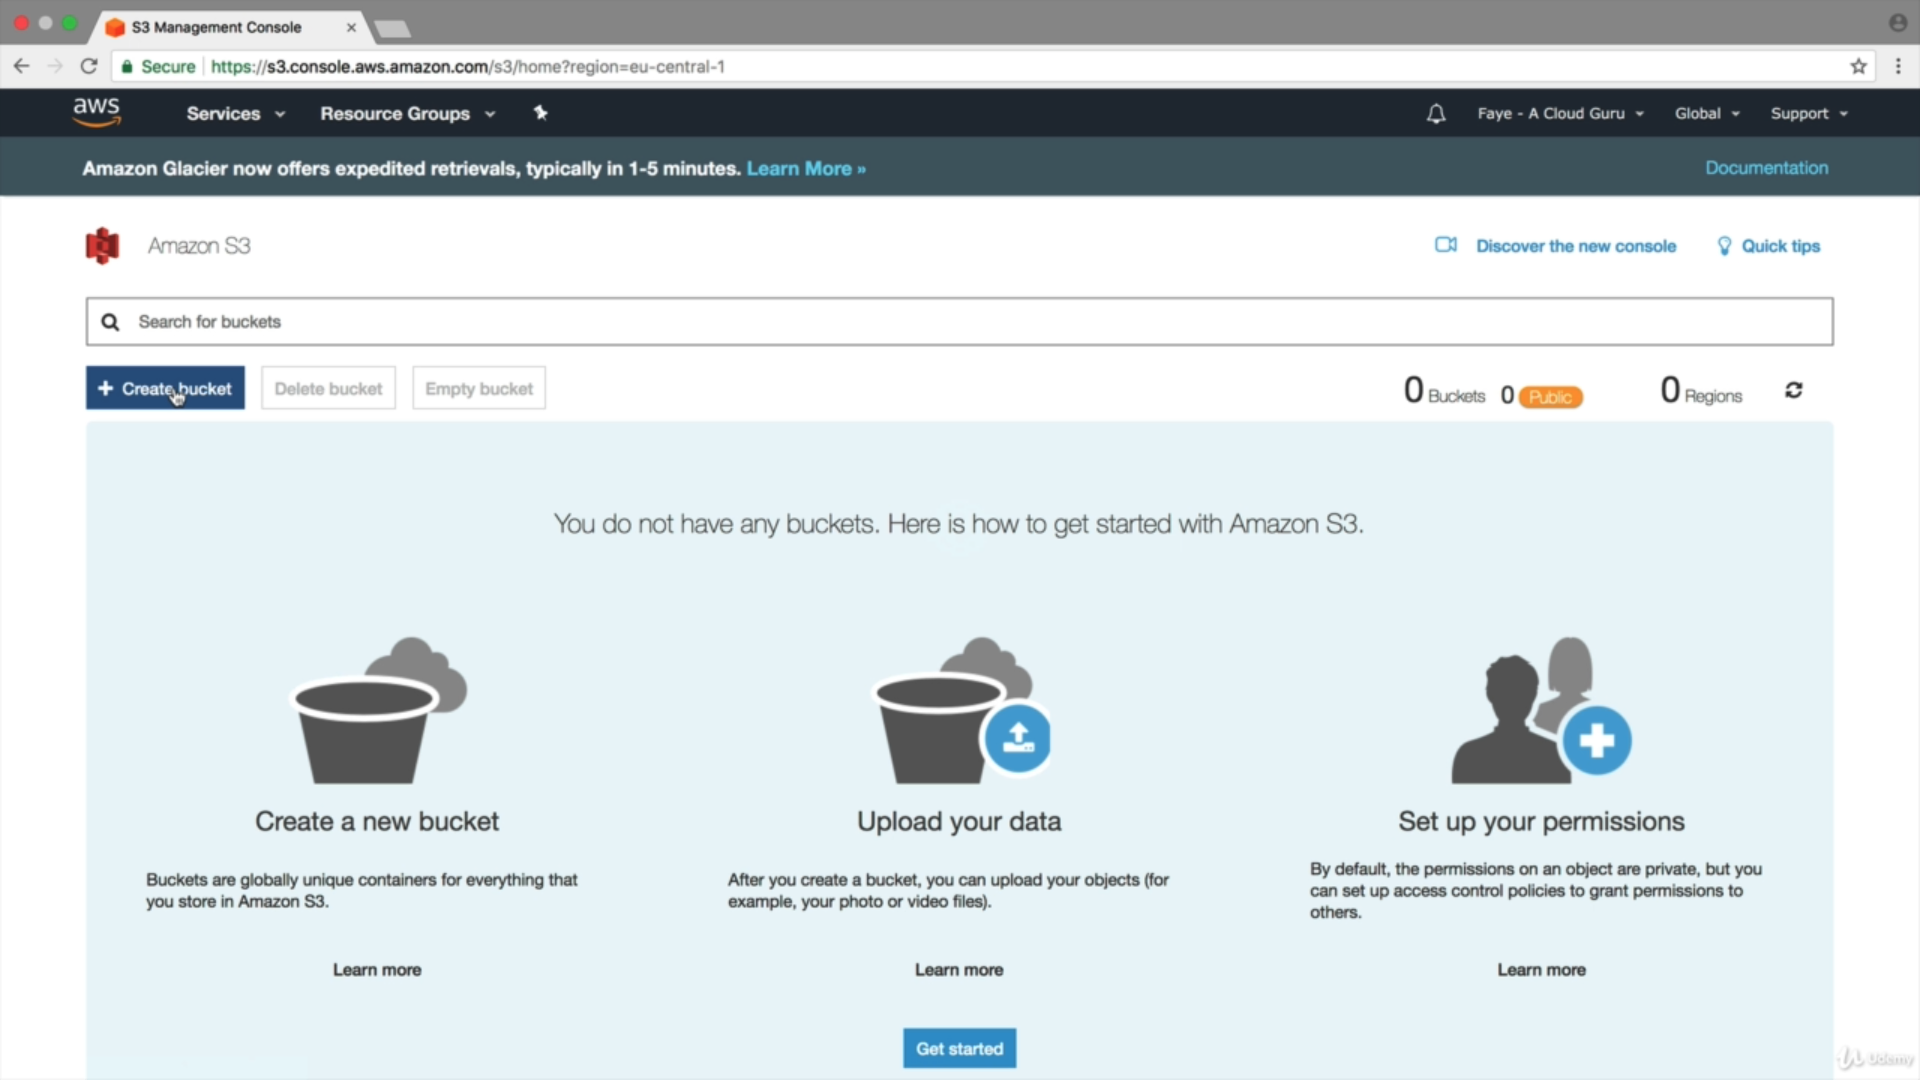 S3 Management Console
Secure https://s3.console.aws.amazon.com/s3/home?region=eu-central-1
aws Services Resource Groups Faye - A Cloud Guru Global Support
Amazon Glacier now offers expedited retrievals, typically in 1-5 minutes. Learn More » Documentation
Amazon S3 Discover the new console Quick tips
Search for buckets
+ Create bucket Delete bucket Empty bucket 0 Buckets 0 Public 0 Regions
You do not have any buckets. Here is how to get started with Amazon S3.
Create a new bucket
Buckets are globally unique containers for everything that
you store in Amazon S3.
Learn more
Upload your data
After you create a bucket, you can upload your objects (for
example, your photo or video files).
Learn more
Set up your permissions
By default, the permissions on an object are private, but you
can set up access control policies to grant permissions to
others.
Learn more
Get started
Udemy